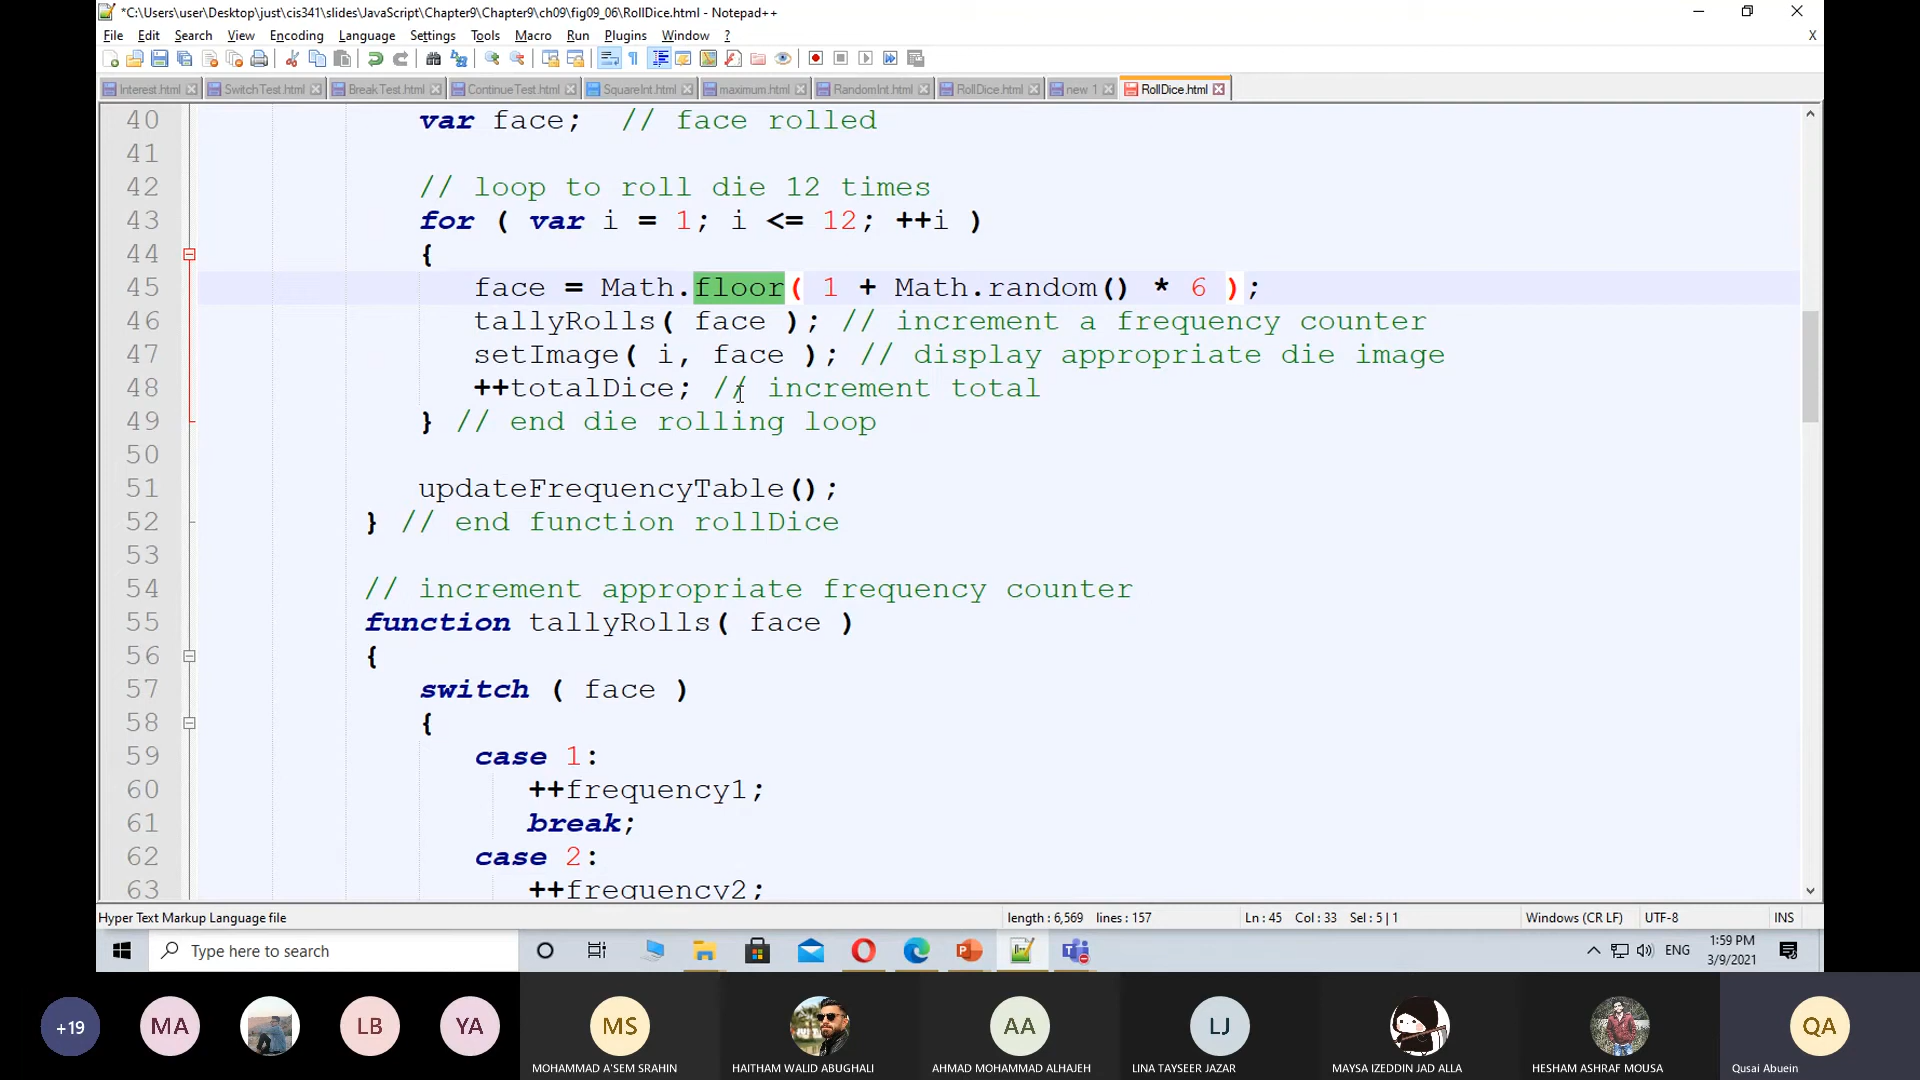 *C:\Users\user\Desktop\just\cis341\slides\JavaScript\Chapter9\Chapter9\ch09\fig09_06\RollDice.html - Notepad++
File Edit Search View Encoding Language Settings Tools Macro Run Plugins Window ? X
Interest.html SwitchTest.html BreakTest.html ContinueTest.html SquareInt.html maximum.html RandomInt.html RollDice.html new 1 RollDice.html
40 var face; // face rolled
41
42 // loop to roll die 12 times
43 for ( var i = 1; i <= 12; ++i )
44 {
45 face = Math.floor( 1 + Math.random() * 6 );
46 tallyRolls( face ); // increment a frequency counter
47 setImage( i, face ); // display appropriate die image
48 ++totalDice; // increment total
49 } // end die rolling loop
50
51 updateFrequencyTable();
52 } // end function rollDice
53
54 // increment appropriate frequency counter
55 function tallyRolls( face )
56 {
57 switch ( face )
58 {
59 case 1:
60 ++frequency1;
61 break;
62 case 2:
63 ++frequency2;
Hyper Text Markup Language file length : 6,569 lines : 157 Ln : 45 Col : 33 Sel : 5 | 1 Windows (CR LF) UTF-8 INS
Type here to search ENG 1:59 PM
3/9/2021
+19 MA LB YA MS AA LJ QA
MOHAMMAD A'SEM SRAHIN HAITHAM WALID ABUGHALI AHMAD MOHAMMAD ALHAJEH LINA TAYSEER JAZAR MAYSA IZEDDIN JAD ALLA HESHAM ASHRAF MOUSA Qusai Abuein